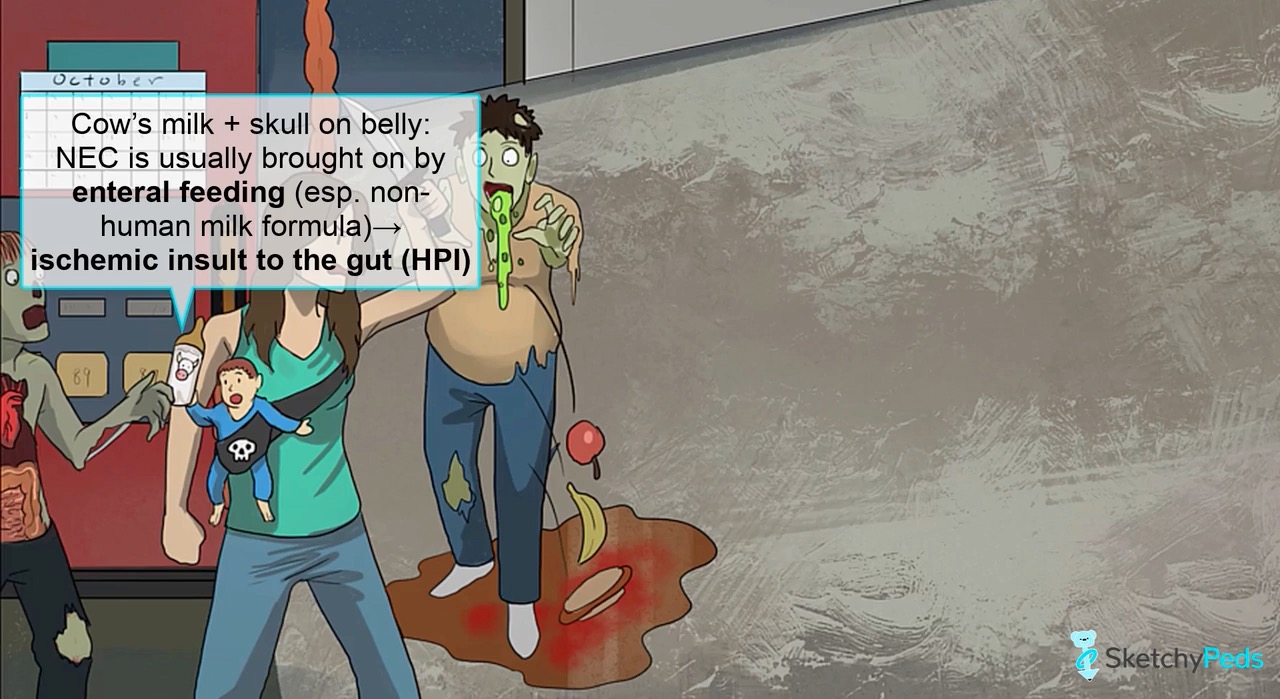 October
Cow’s milk + skull on belly:
NEC is usually brought on by
enteral feeding (esp. non-
human milk formula)→
ischemic insult to the gut (HPI)
89
SketchyPeds